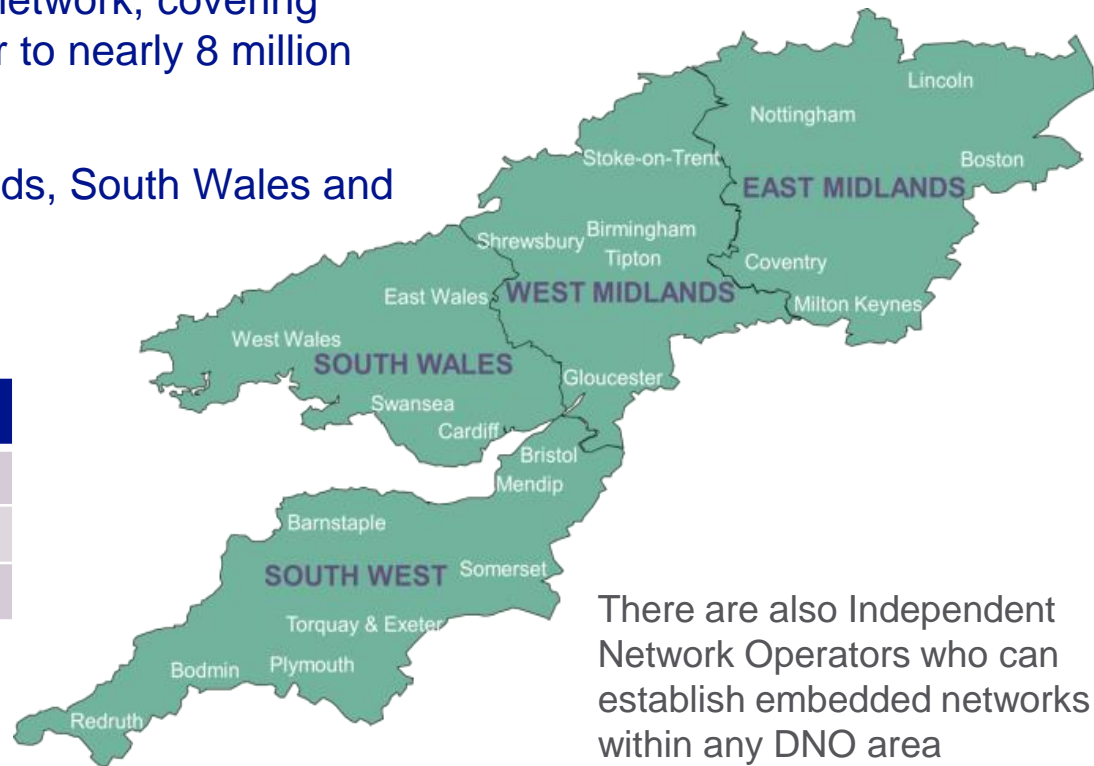 network, covering
r to nearly 8 million
ds, South Wales and
Lincoln
Nottingham
Stoke-on-Trent
Boston
EAST MIDLANDS
Birmingham
Shrewsbury
Tipton
Coventry
East Wales
WEST MIDLANDS
Milton Keynes
West Wales
SOUTH WALES
Gloucester
Swansea
Cardiff
Bristol
Mendip
Barnstaple
SOUTH WEST
Somerset
Torquay & Exeter
Bodmin
Plymouth
Redruth
There are also Independent
Network Operators who can
establish embedded networks
within any DNO area